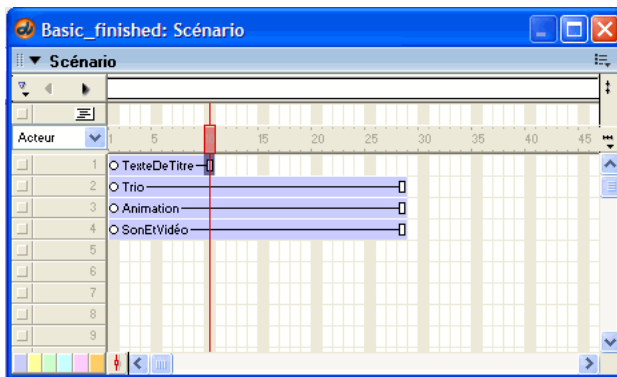 Basic_finished: Scénario
Scénario
Acteur
1 5 15 20 25 30 35 40 45
1 TexteDeTitre
2 Trio
3 Animation
4 SonEtVidéo
5
6
7
8
9